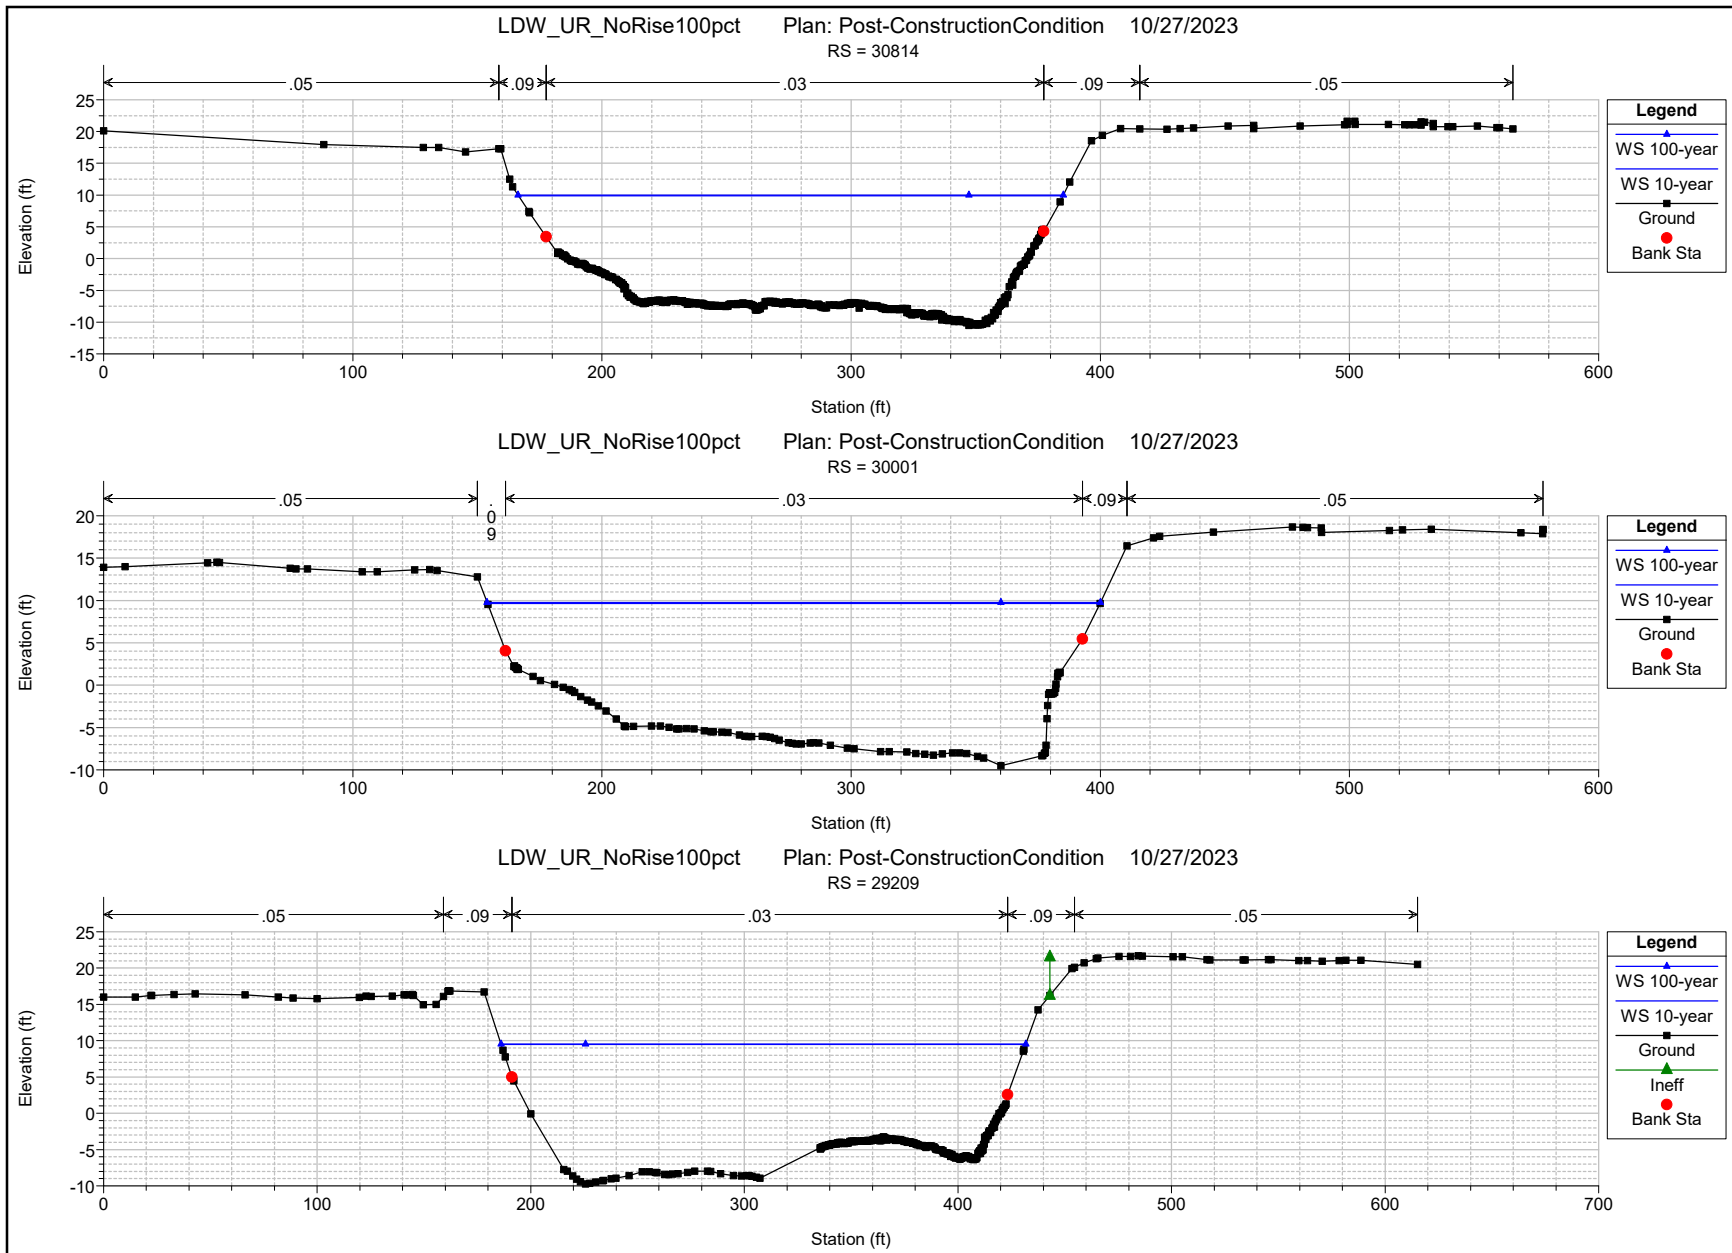 LDW_UR_NoRise100pct Plan: Post-ConstructionCondition 10/27/2023
RS = 30814
.05 .09 .03 .09 .05
25
20
15
10
5
0
-5
-10
-15
Elevation (ft)
0 100 200 300 400 500 600
Station (ft)
Legend
WS 100-year
WS 10-year
Ground
Bank Sta
LDW_UR_NoRise100pct Plan: Post-ConstructionCondition 10/27/2023
RS = 30001
.05 .09 .03 .09 .05
20
15
10
5
0
-5
-10
Elevation (ft)
0 100 200 300 400 500 600
Station (ft)
Legend
WS 100-year
WS 10-year
Ground
Bank Sta
LDW_UR_NoRise100pct Plan: Post-ConstructionCondition 10/27/2023
RS = 29209
.05 .09 .03 .09 .05
25
20
15
10
5
0
-5
-10
Elevation (ft)
0 100 200 300 400 500 600 700
Station (ft)
Legend
WS 100-year
WS 10-year
Ground
Ineff
Bank Sta